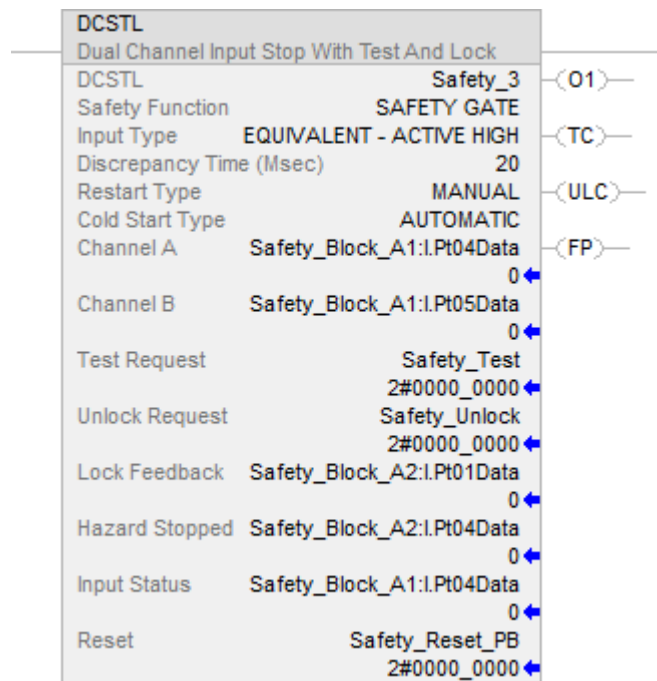 DCSTL
Dual Channel Input Stop With Test And Lock
DCSTL Safety_3 (O1)
Safety Function SAFETY GATE
Input Type EQUIVALENT - ACTIVE HIGH (TC)
Discrepancy Time (Msec) 20
Restart Type MANUAL (ULC)
Cold Start Type AUTOMATIC
Channel A Safety_Block_A1:I.Pt04Data (FP)
0
Channel B Safety_Block_A1:I.Pt05Data
0
Test Request Safety_Test
2#0000_0000
Unlock Request Safety_Unlock
2#0000_0000
Lock Feedback Safety_Block_A2:I.Pt01Data
0
Hazard Stopped Safety_Block_A2:I.Pt04Data
0
Input Status Safety_Block_A1:I.Pt04Data
0
Reset Safety_Reset_PB
2#0000_0000